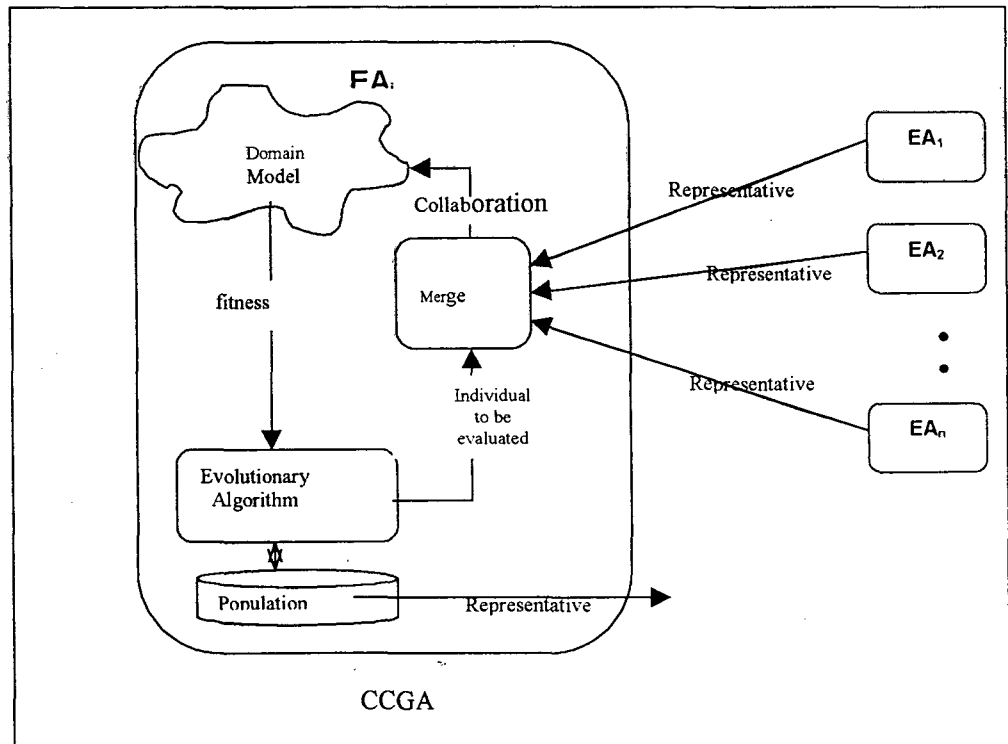 EAi
Domain
Model
Collaboration
fitness
Merge
Individual
to be
evaluated
Evolutionary
Algorithm
Population
Representative
Representative
EA1
Representative
EA2
Representative
EAn
CCGA